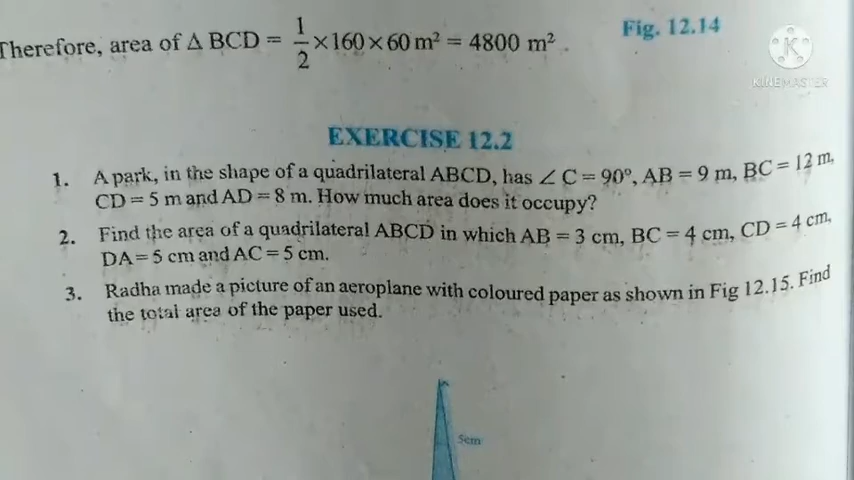 Therefore, area of Δ BCD = 1/2 × 160 × 60 m² = 4800 m² .
Fig. 12.14
KINEMASTER
EXERCISE 12.2
1. A park, in the shape of a quadrilateral ABCD, has ∠ C = 90°, AB = 9 m, BC = 12 m,
CD = 5 m and AD = 8 m. How much area does it occupy?
2. Find the area of a quadrilateral ABCD in which AB = 3 cm, BC = 4 cm, CD = 4 cm,
DA = 5 cm and AC = 5 cm.
3. Radha made a picture of an aeroplane with coloured paper as shown in Fig 12.15. Find
the total area of the paper used.
5cm